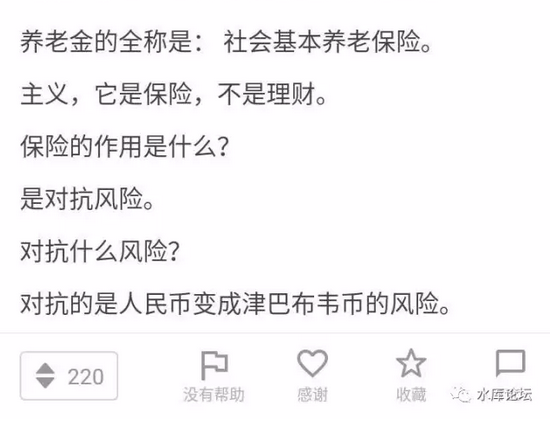 养老金的全称是： 社会基本养老保险。
主义，它是保险，不是理财。
保险的作用是什么？
是对抗风险。
对抗什么风险？
对抗的是人民币变成津巴布韦币的风险。
220
没有帮助
感谢
收藏
水库论坛